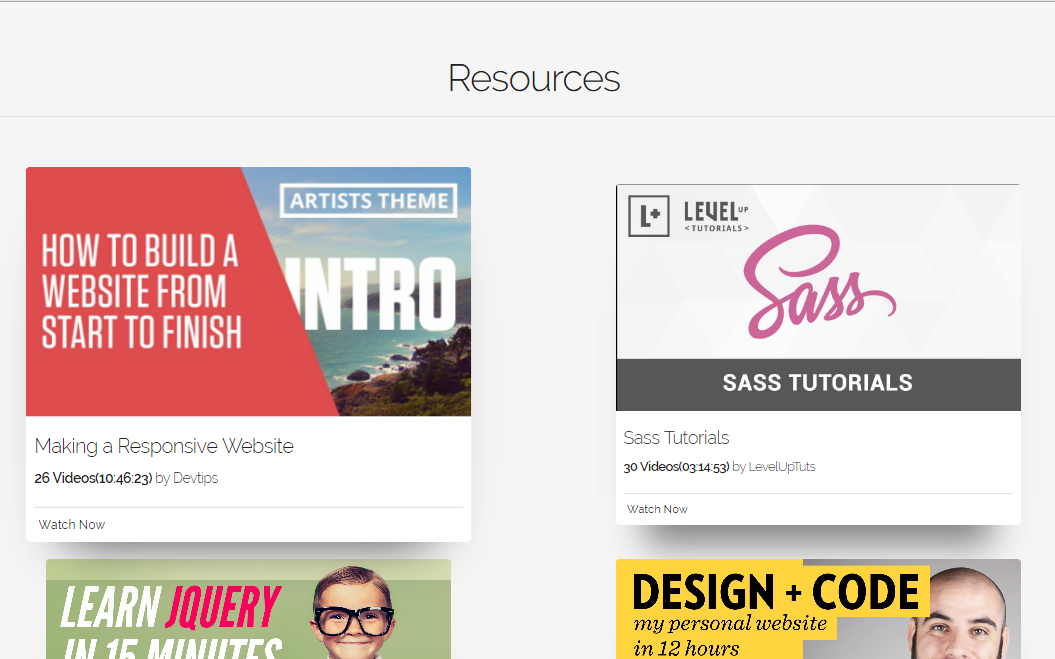 Resources
ARTISTS THEME
HOW TO BUILD A
WEBSITE FROM
START TO FINISH
INTRO
Making a Responsive Website
26 Videos(10:46:23) by Devtips
Watch Now
L+
LEVEL UP
<TUTORIALS>
Sass
SASS TUTORIALS
Sass Tutorials
30 Videos(03:14:53) by LevelUpTuts
Watch Now
LEARN JQUERY
IN 15 MINUTES
DESIGN + CODE
my personal website
in 12 hours